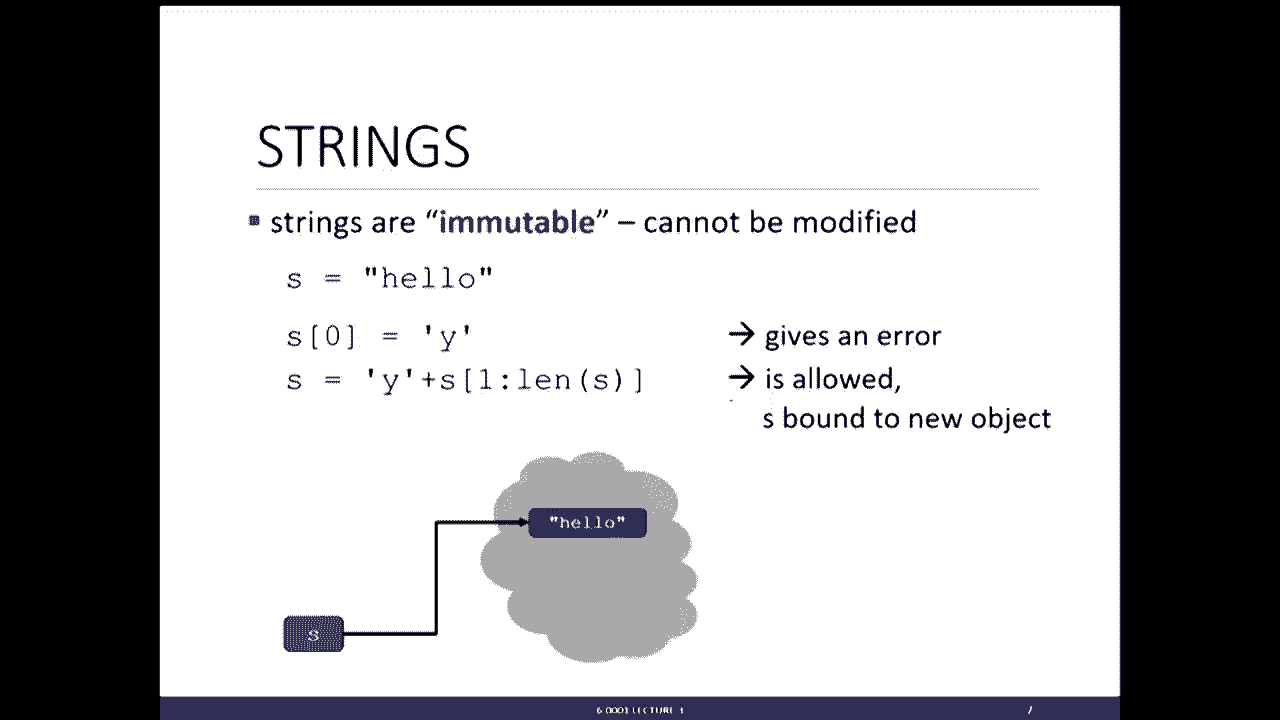 STRINGS
▪ strings are “immutable” – cannot be modified
s = "hello"
s[0] = 'y' → gives an error
s = 'y'+s[1:len(s)] → is allowed,
s bound to new object
"hello"
s
6.0001 LECTURE 3
7